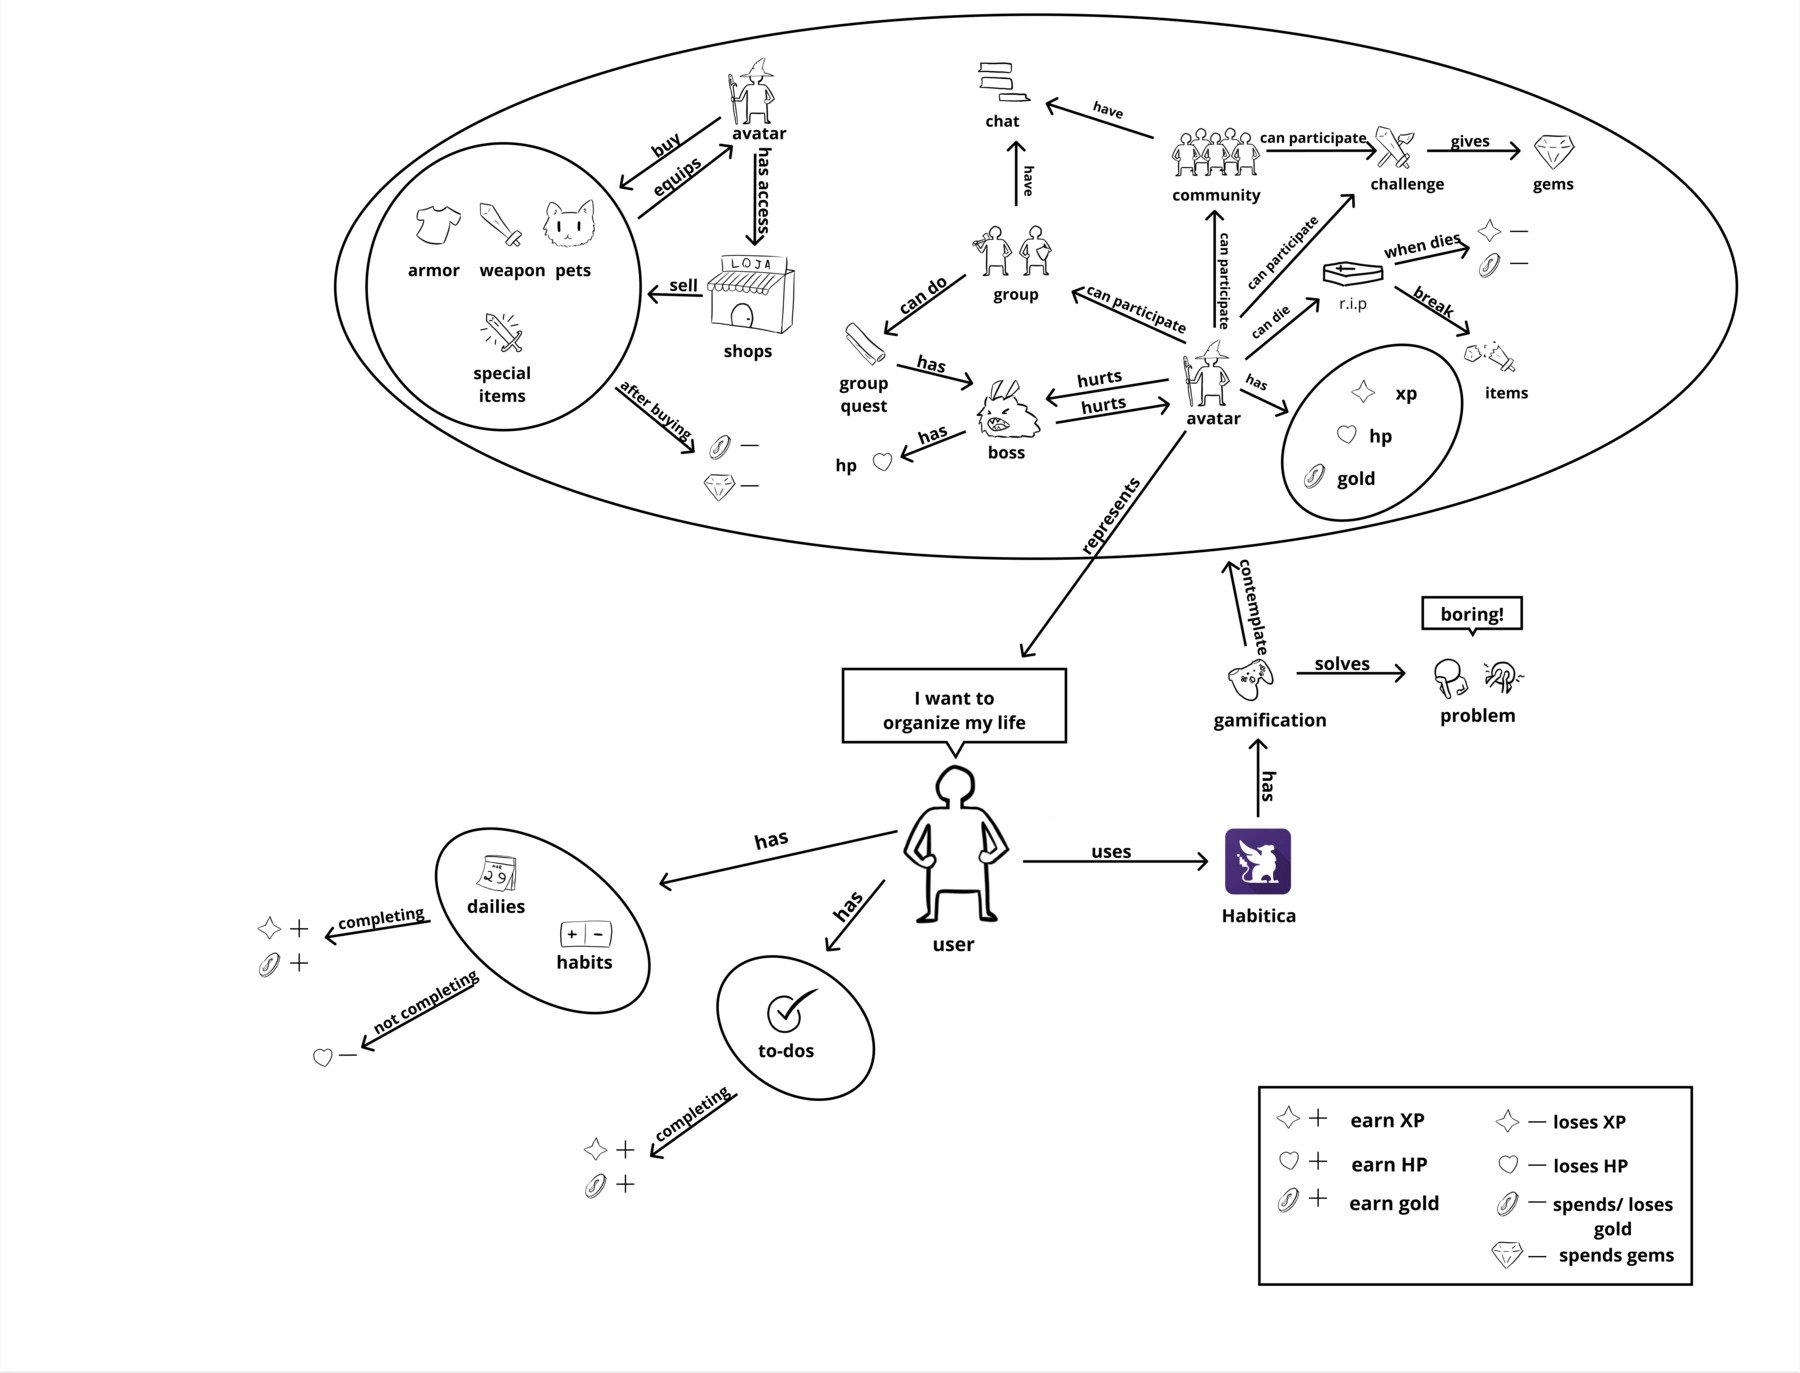 avatar
buy
equips
has access
armor
weapon
pets
special
items
LOJA
shops
sell
after buying
chat
have
have
community
can participate
challenge
gives
gems
group
can do
can participate
can participate
can participate
can die
r.i.p
when dies
break
items
group
quest
has
boss
hurts
hurts
has
hp
avatar
has
xp
hp
gold
represents
contemplate
boring!
solves
gamification
problem
has
I want to
organize my life
user
uses
Habitica
has
has
MAR
29
dailies
+ -
habits
completing
+
+
not completing
to-dos
completing
+
+
+ earn XP
+ earn HP
+ earn gold
— loses XP
— loses HP
— spends/ loses
gold
— spends gems